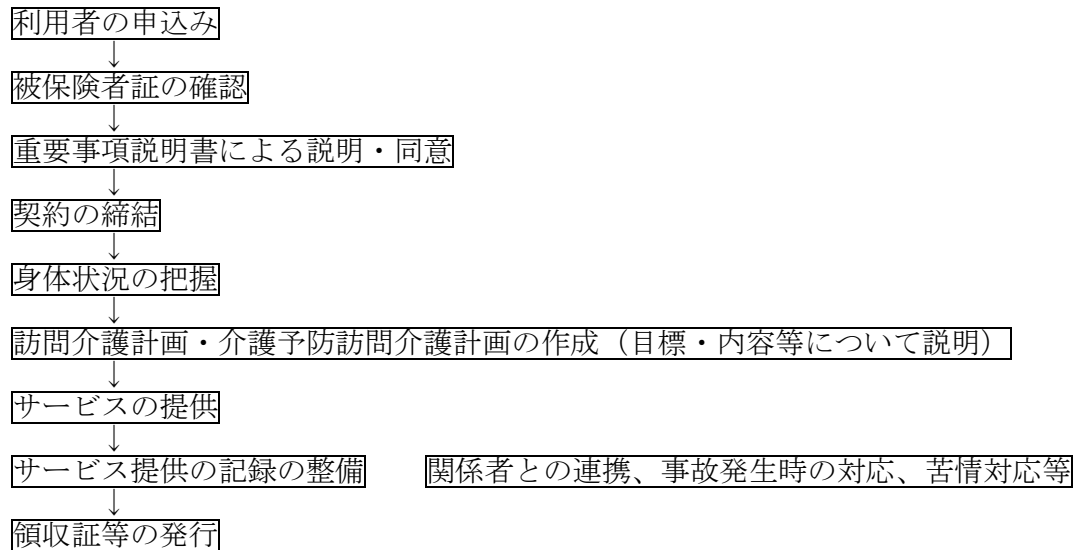 利用者の申込み
↓
被保険者証の確認
↓
重要事項説明書による説明・同意
↓
契約の締結
↓
身体状況の把握
↓
訪問介護計画・介護予防訪問介護計画の作成（目標・内容等について説明）
↓
サービスの提供
↓
サービス提供の記録の整備　関係者との連携、事故発生時の対応、苦情対応等
↓
領収証等の発行